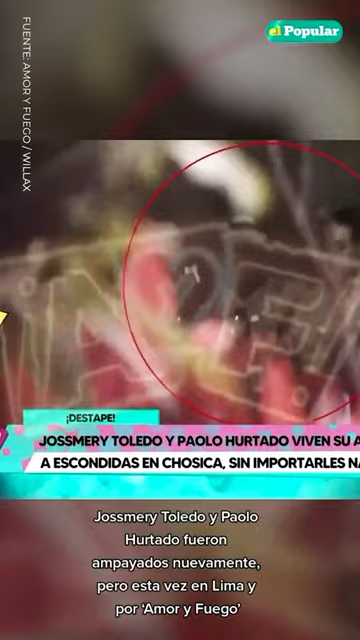 el Popular
FUENTE: AMOR Y FUEGO / WILLAX
¡DESTAPE!
JOSSMERY TOLEDO Y PAOLO HURTADO VIVEN SU A
A ESCONDIDAS EN CHOSICA, SIN IMPORTARLES NA
Jossmery Toledo y Paolo
Hurtado fueron
ampayados nuevamente,
pero esta vez en Lima y
por ‘Amor y Fuego’